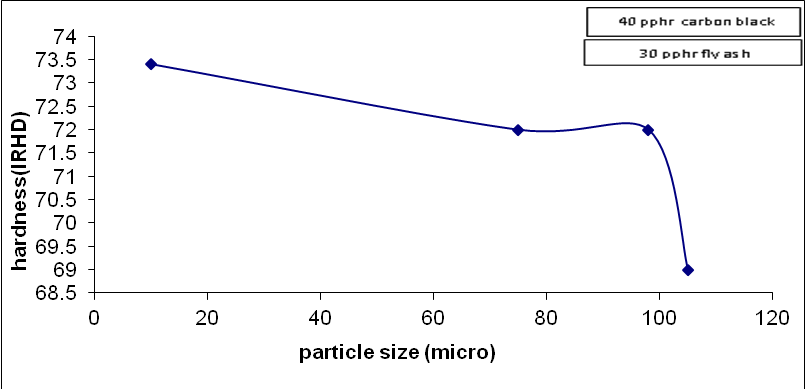 40 pphr carbon black
30 pphr fly ash
74
73.5
73
72.5
72
71.5
71
70.5
70
69.5
69
68.5
hardness(IRHD)
0 20 40 60 80 100 120
particle size (micro)